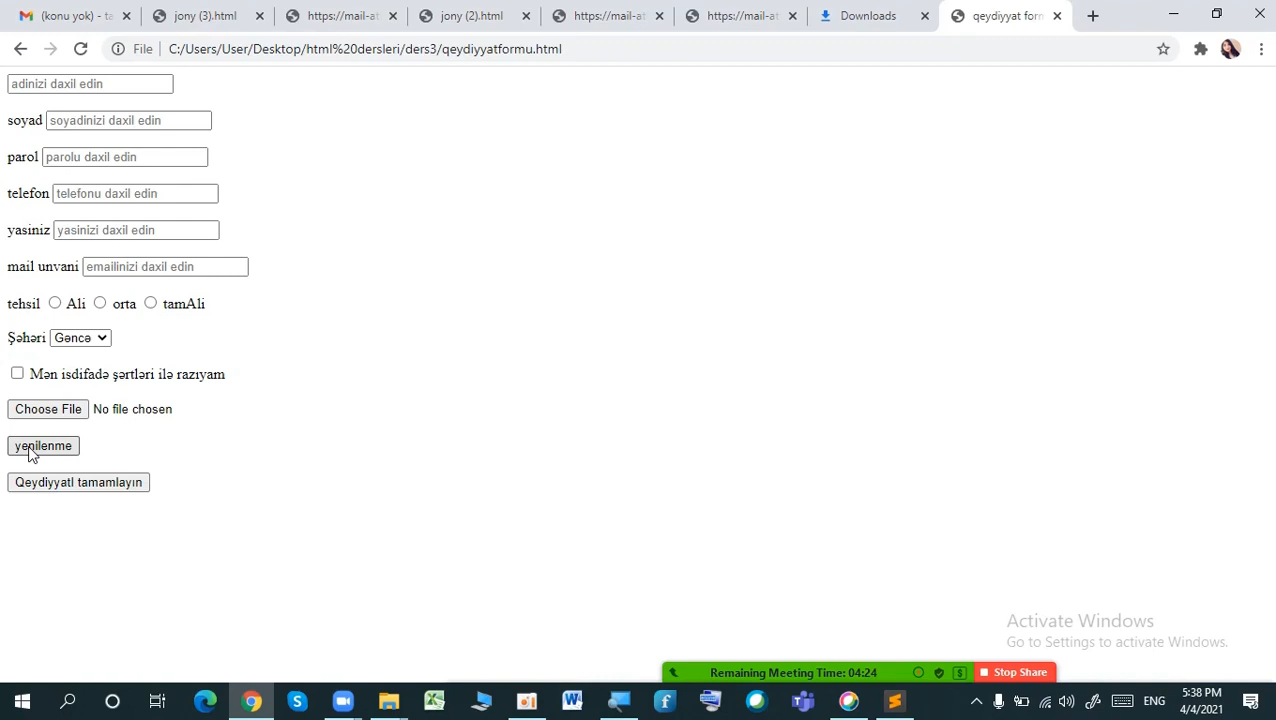 (konu yok) - ta
jony (3).html
https://mail-at
jony (2).html
https://mail-at
https://mail-at
Downloads
qeydiyyat form
File C:/Users/User/Desktop/html%20dersleri/ders3/qeydiyyatformu.html
adinizi daxil edin
soyad soyadinizi daxil edin
parol parolu daxil edin
telefon telefonu daxil edin
yasiniz yasinizi daxil edin
mail unvani emailinizi daxil edin
tehsil Ali orta tamAli
Şəhəri Gəncə
Mən isdifadə şərtləri ilə razıyam
Choose File No file chosen
yenilenme
Qeydiyyatl tamamlayın
Activate Windows
Go to Settings to activate Windows.
Remaining Meeting Time: 04:24 Stop Share
ENG
5:38 PM
4/4/2021